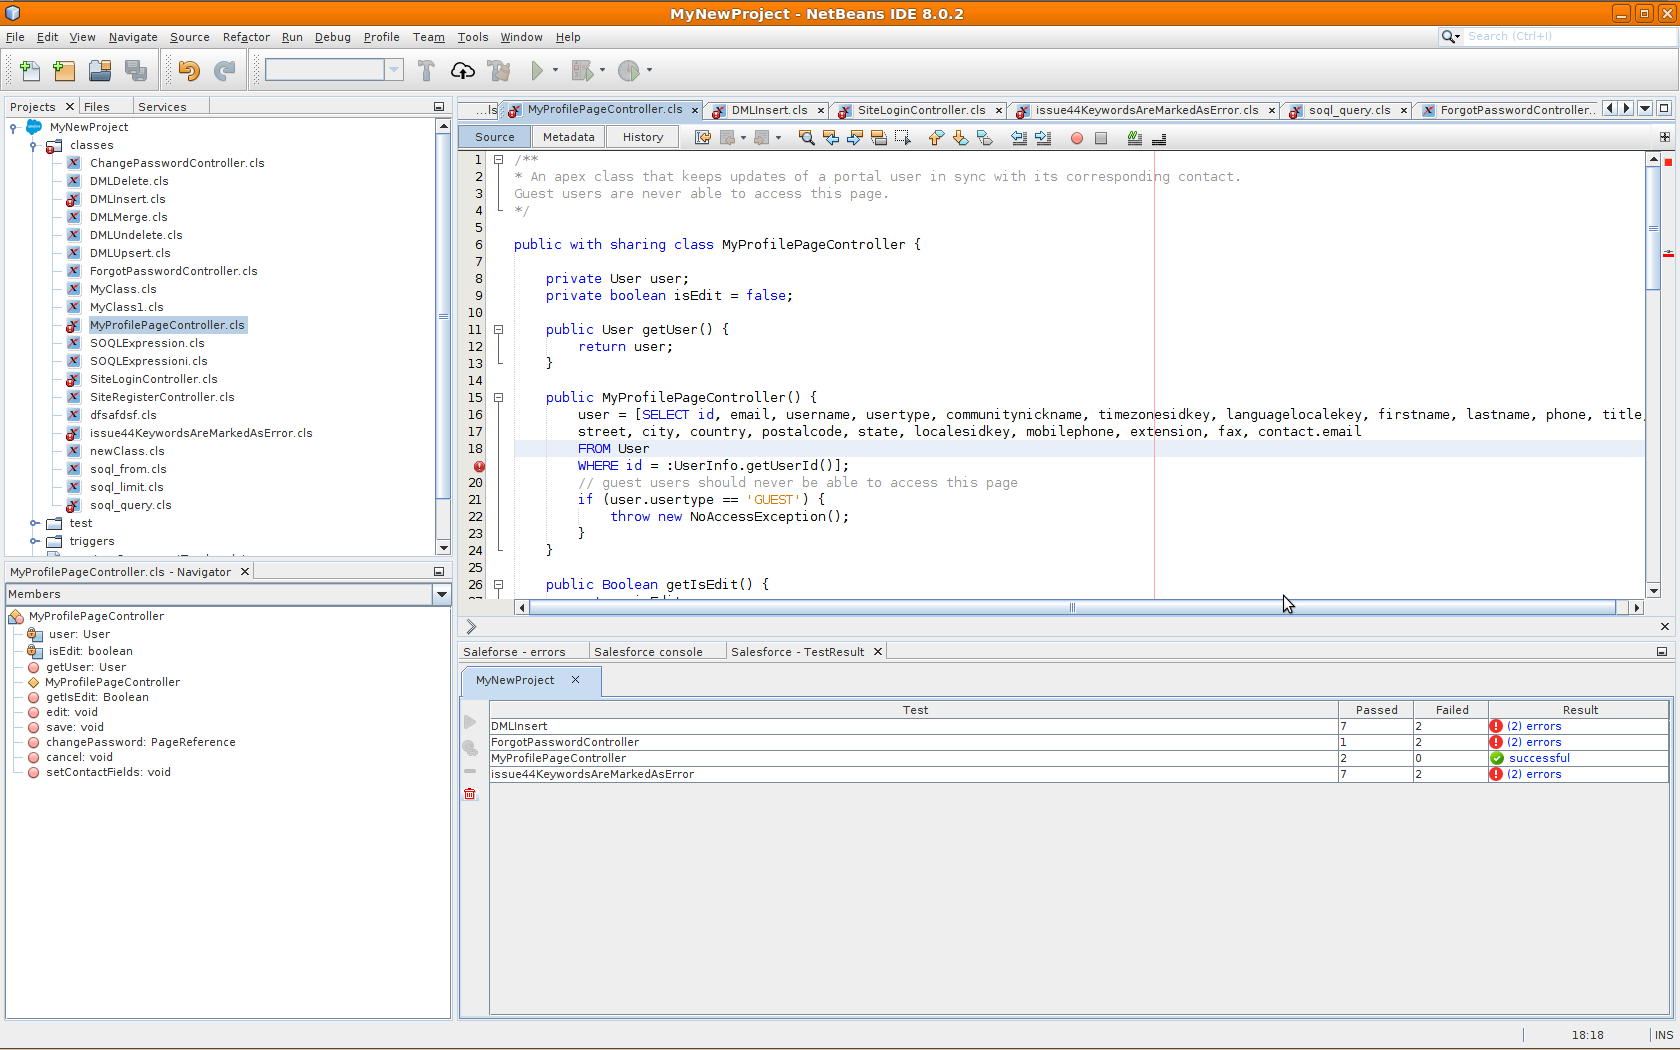 MyNewProject - NetBeans IDE 8.0.2
File Edit View Navigate Source Refactor Run Debug Profile Team Tools Window Help
Search (Ctrl+I)
Projects Files Services
MyNewProject
classes
ChangePasswordController.cls
DMLDelete.cls
DMLInsert.cls
DMLMerge.cls
DMLUndelete.cls
DMLUpsert.cls
ForgotPasswordController.cls
MyClass.cls
MyClass1.cls
MyProfilePageController.cls
SOQLExpression.cls
SOQLExpressioni.cls
SiteLoginController.cls
SiteRegisterController.cls
dfsafdsf.cls
issue44KeywordsAreMarkedAsError.cls
newClass.cls
soql_from.cls
soql_limit.cls
soql_query.cls
test
triggers
MyProfilePageController.cls - Navigator
Members
MyProfilePageController
user: User
isEdit: boolean
getUser: User
MyProfilePageController
getIsEdit: Boolean
edit: void
save: void
changePassword: PageReference
cancel: void
setContactFields: void
...ls MyProfilePageController.cls DMLInsert.cls SiteLoginController.cls issue44KeywordsAreMarkedAsError.cls soql_query.cls ForgotPasswordController..
Source Metadata History
1 /**
2 * An apex class that keeps updates of a portal user in sync with its corresponding contact.
3 Guest users are never able to access this page.
4 */
5
6 public with sharing class MyProfilePageController {
7
8 private User user;
9 private boolean isEdit = false;
10
11 public User getUser() {
12 return user;
13 }
14
15 public MyProfilePageController() {
16 user = [SELECT id, email, username, usertype, communitynickname, timezonesidkey, languagelocalekey, firstname, lastname, phone, title,
17 street, city, country, postalcode, state, localesidkey, mobilephone, extension, fax, contact.email
18 FROM User
WHERE id = :UserInfo.getUserId()];
20 // guest users should never be able to access this page
21 if (user.usertype == 'GUEST') {
22 throw new NoAccessException();
23 }
24 }
25
26 public Boolean getIsEdit() {
Saleforse - errors Salesforce console Salesforce - TestResult
MyNewProject
Test Passed Failed Result
DMLInsert 7 2 (2) errors
ForgotPasswordController 1 2 (2) errors
MyProfilePageController 2 0 successful
issue44KeywordsAreMarkedAsError 7 2 (2) errors
18:18 INS